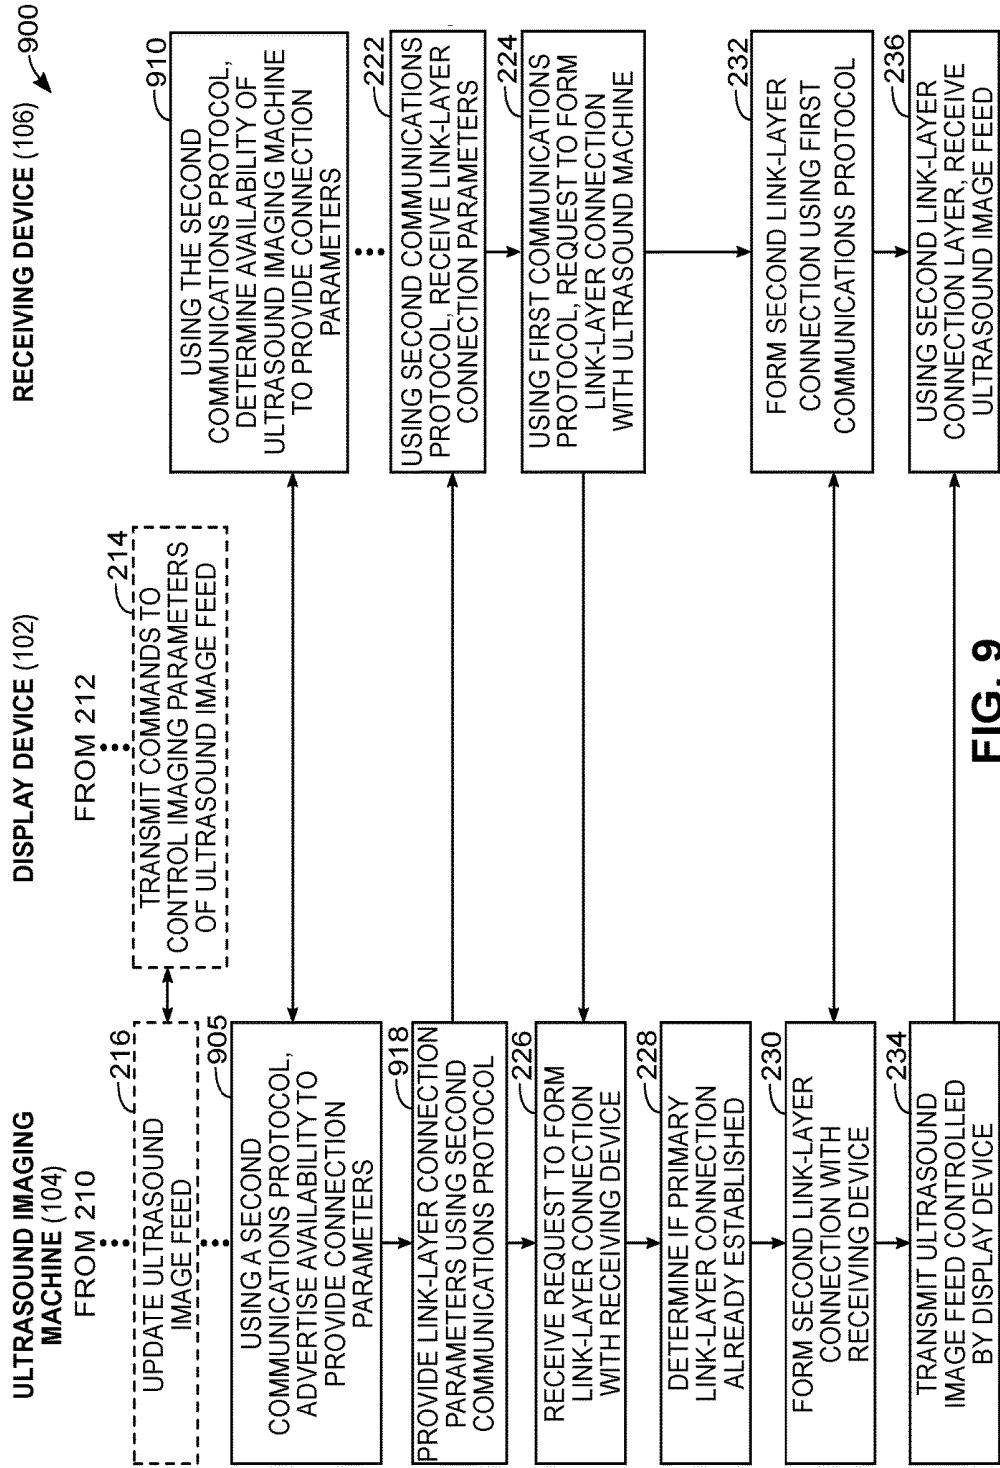 900
ULTRASOUND IMAGING
MACHINE (104)
DISPLAY DEVICE (102)
RECEIVING DEVICE (106)
FROM 210
FROM 212
216
UPDATE ULTRASOUND
IMAGE FEED
214
TRANSMIT COMMANDS TO
CONTROL IMAGING PARAMETERS
OF ULTRASOUND IMAGE FEED
910
USING THE SECOND
COMMUNICATIONS PROTOCOL,
DETERMINE AVAILABILITY OF
ULTRASOUND IMAGING MACHINE
TO PROVIDE CONNECTION
PARAMETERS
905
USING A SECOND
COMMUNICATIONS PROTOCOL,
ADVERTISE AVAILABILITY TO
PROVIDE CONNECTION
PARAMETERS
918
PROVIDE LINK-LAYER CONNECTION
PARAMETERS USING SECOND
COMMUNICATIONS PROTOCOL
222
USING SECOND COMMUNICATIONS
PROTOCOL, RECEIVE LINK-LAYER
CONNECTION PARAMETERS
224
USING FIRST COMMUNICATIONS
PROTOCOL, REQUEST TO FORM
LINK-LAYER CONNECTION
WITH ULTRASOUND MACHINE
226
RECEIVE REQUEST TO FORM
LINK-LAYER CONNECTION
WITH RECEIVING DEVICE
228
DETERMINE IF PRIMARY
LINK-LAYER CONNECTION
ALREADY ESTABLISHED
230
FORM SECOND LINK-LAYER
CONNECTION WITH
RECEIVING DEVICE
232
FORM SECOND LINK-LAYER
CONNECTION USING FIRST
COMMUNICATIONS PROTOCOL
234
TRANSMIT ULTRASOUND
IMAGE FEED CONTROLLED
BY DISPLAY DEVICE
236
USING SECOND LINK-LAYER
CONNECTION LAYER, RECEIVE
ULTRASOUND IMAGE FEED
FIG. 9